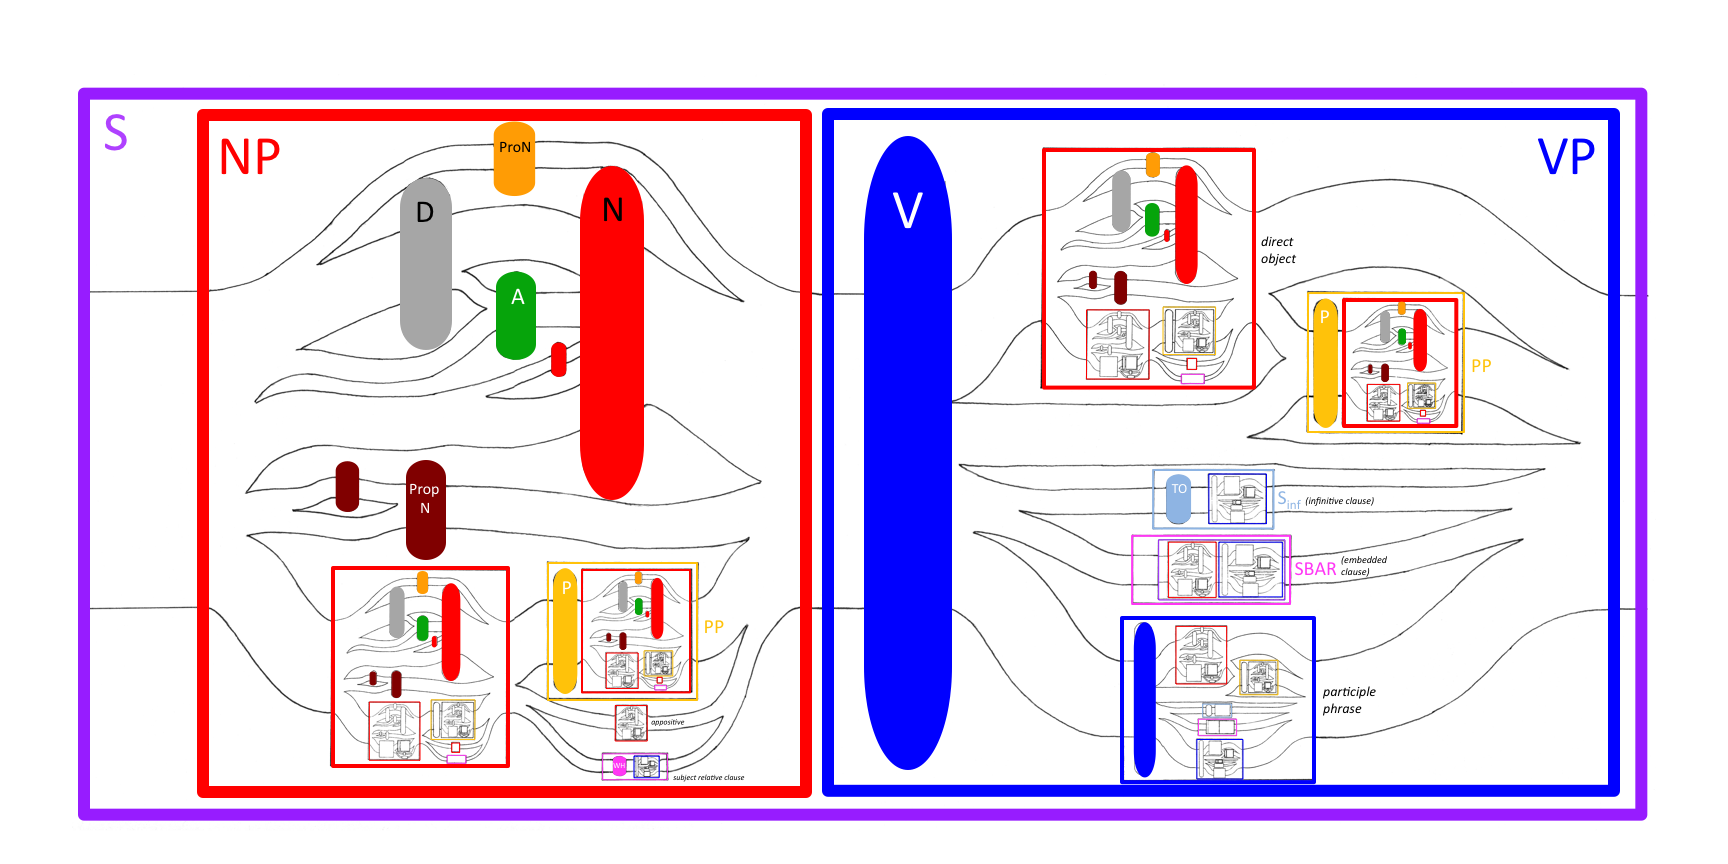 S
NP
ProN
D
N
A
Prop
N
P
PP
appositive
WH
subject relative clause
VP
V
direct
object
P
PP
TO
Sinf (infinitive clause)
SBAR (embedded
clause)
participle
phrase